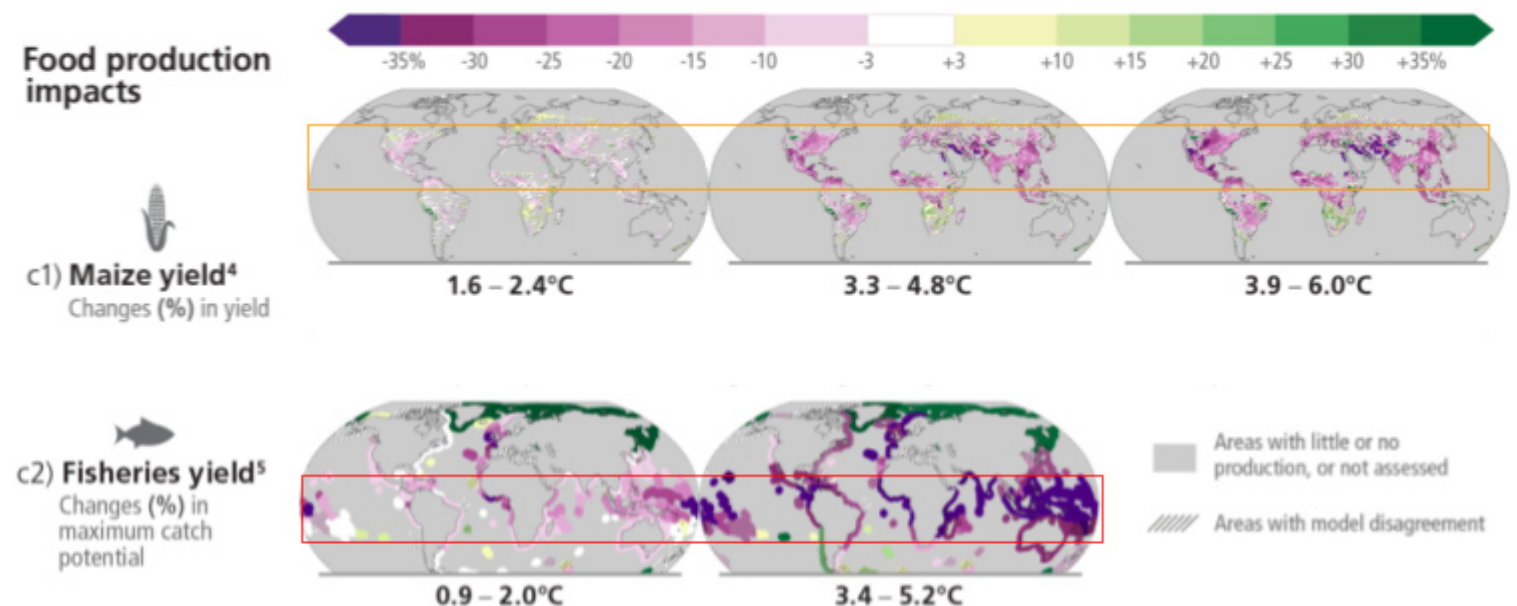 Food production
impacts
-35% -30 -25 -20 -15 -10 -3 +3 +10 +15 +20 +25 +30 +35%
c1) Maize yield⁴
Changes (%) in yield
1.6 – 2.4°C 3.3 – 4.8°C 3.9 – 6.0°C
c2) Fisheries yield⁵
Changes (%) in
maximum catch
potential
0.9 – 2.0°C 3.4 – 5.2°C
Areas with little or no
production, or not assessed
Areas with model disagreement